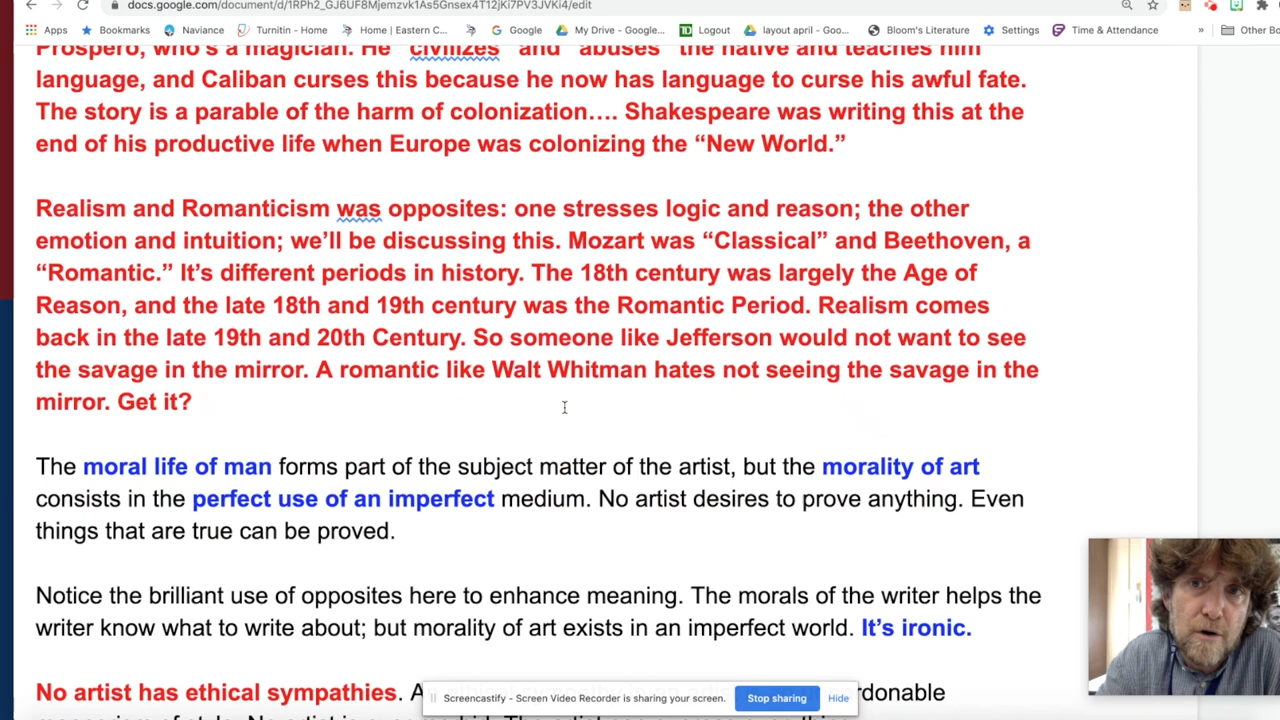 docs.google.com/document/d/1RPh2_GJ6UF8Mjemzvk1As5Gnsex4T12jKi7PV3JVKi4/edit
Apps Bookmarks Naviance Turnitin - Home Home | Eastern C... Google My Drive - Google... Logout layout april - Goo... Bloom's Literature Settings Time & Attendance » Other Bo
Prospero, who's a magician. He "civilizes" and "abuses" the native and teaches him
language, and Caliban curses this because he now has language to curse his awful fate.
The story is a parable of the harm of colonization…. Shakespeare was writing this at the
end of his productive life when Europe was colonizing the “New World.”
Realism and Romanticism was opposites: one stresses logic and reason; the other
emotion and intuition; we’ll be discussing this. Mozart was “Classical” and Beethoven, a
“Romantic.” It’s different periods in history. The 18th century was largely the Age of
Reason, and the late 18th and 19th century was the Romantic Period. Realism comes
back in the late 19th and 20th Century. So someone like Jefferson would not want to see
the savage in the mirror. A romantic like Walt Whitman hates not seeing the savage in the
mirror. Get it?
The moral life of man forms part of the subject matter of the artist, but the morality of art
consists in the perfect use of an imperfect medium. No artist desires to prove anything. Even
things that are true can be proved.
Notice the brilliant use of opposites here to enhance meaning. The morals of the writer helps the
writer know what to write about; but morality of art exists in an imperfect world. It’s ironic.
No artist has ethical sympathies.
Screencastify - Screen Video Recorder is sharing your screen. Stop sharing Hide